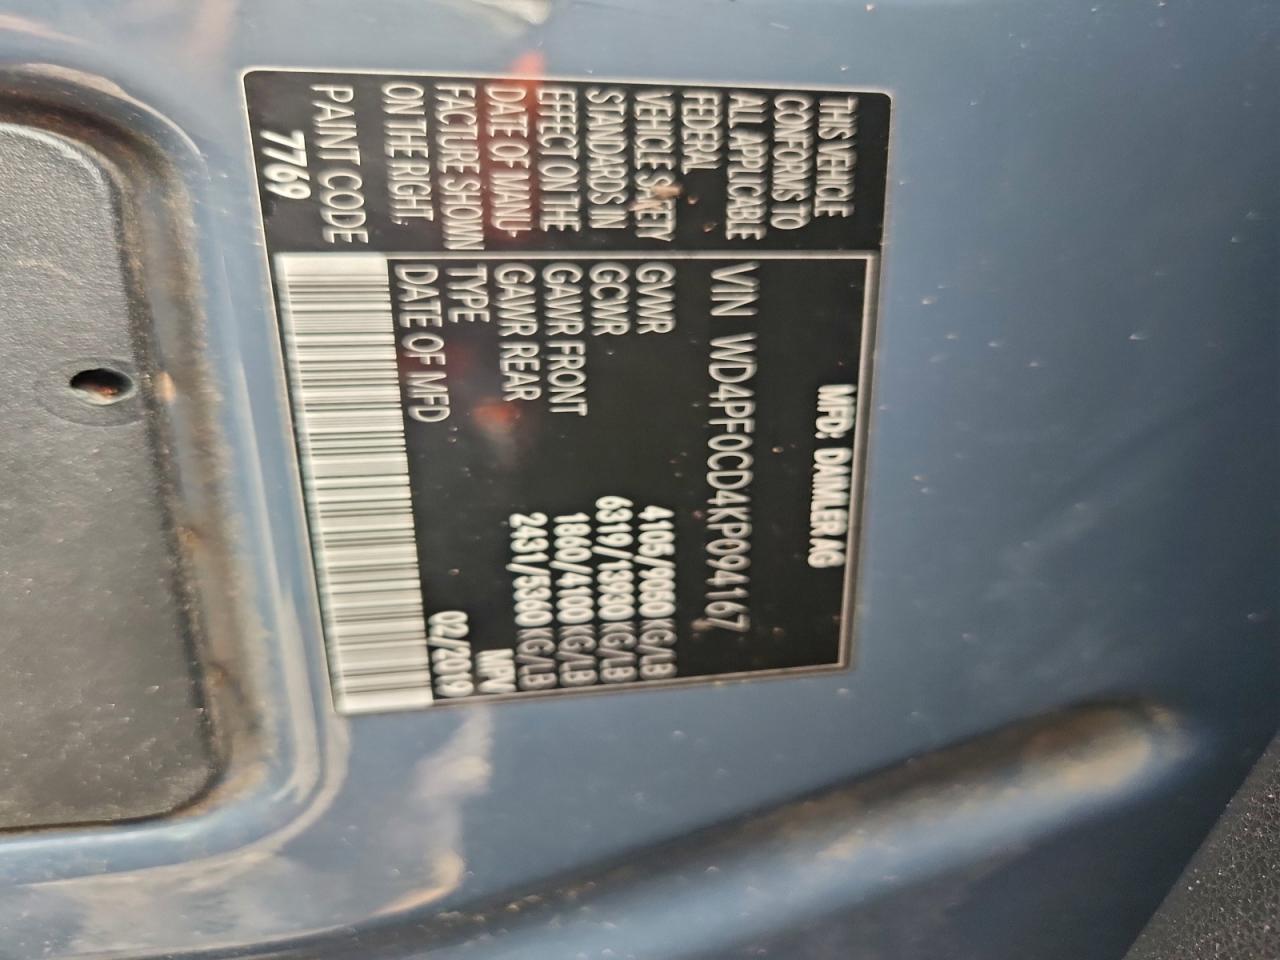 THIS VEHICLE
CONFORMS TO
ALL APPLICABLE
FEDERAL
VEHICLE SAFETY
STANDARDS IN
EFFECT ON THE
DATE OF MANU-
FACTURE SHOWN
ON THE RIGHT.
PAINT CODE
7769
MFD: DAIMLER AG
VIN WD4PF0CD4KP094167
GVWR 4105/9050 KG/LB
GCWR 6319/13930 KG/LB
GAWR FRONT 1860/4100 KG/LB
GAWR REAR 2431/5360 KG/LB
TYPE MPV
DATE OF MFD 02/2019